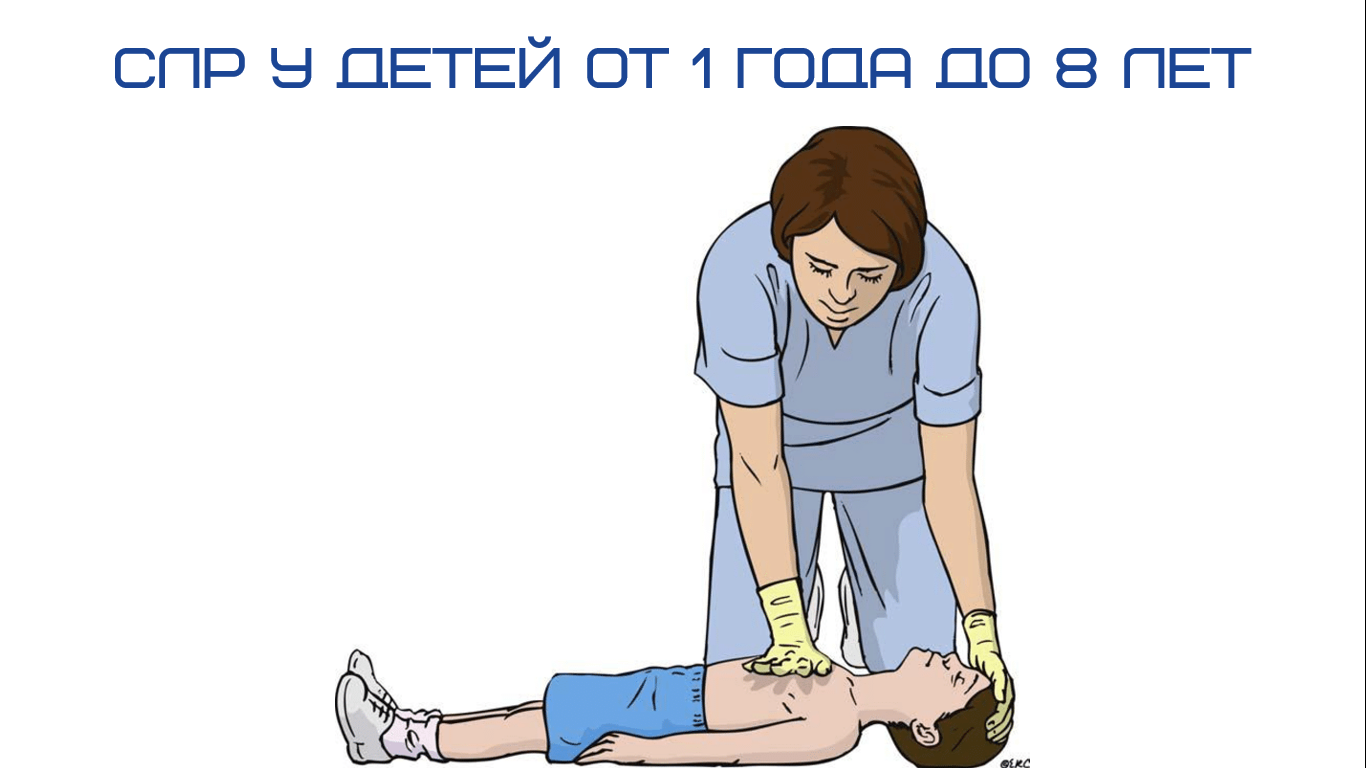 СЛР У ДЕТЕЙ ОТ 1 ГОДА ДО 8 ЛЕТ
@ERC